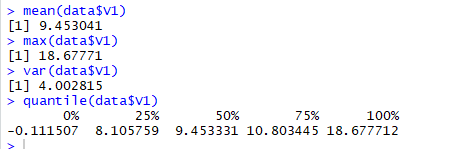 > mean(data$V1)
[1] 9.453041
> max(data$V1)
[1] 18.67771
> var(data$V1)
[1] 4.002815
> quantile(data$V1)
0% 25% 50% 75% 100%
-0.111507 8.105759 9.453331 10.803445 18.677712
>